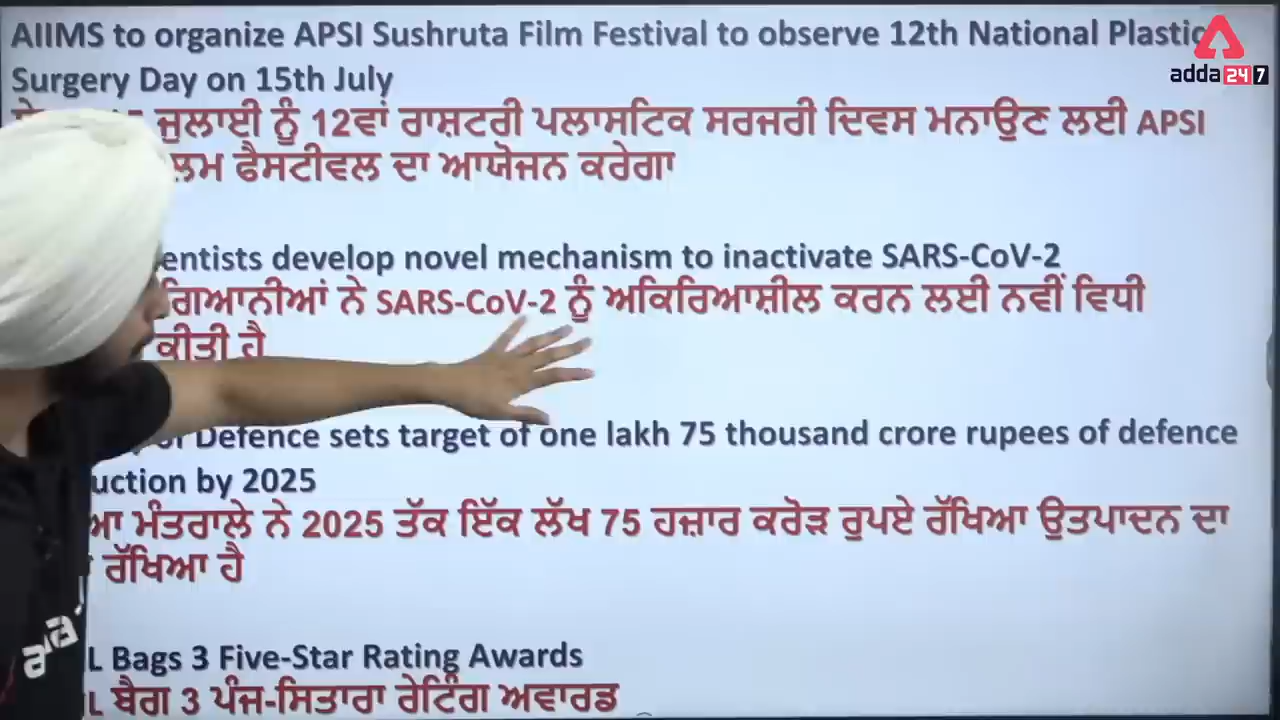 AIIMS to organize APSI Sushruta Film Festival to observe 12th National Plastic
adda 24 7
Surgery Day on 15th July
ਜੁਲਾਈ ਨੂੰ 12ਵਾਂ ਰਾਸ਼ਟਰੀ ਪਲਾਸਟਿਕ ਸਰਜਰੀ ਦਿਵਸ ਮਨਾਉਣ ਲਈ APSI
ਫੈਸਟੀਵਲ ਦਾ ਆਯੋਜਨ ਕਰੇਗਾ
develop novel mechanism to inactivate SARS-CoV-2
ਨੇ SARS-CoV-2 ਨੂੰ ਅਕਿਰਿਆਸ਼ੀਲ ਕਰਨ ਲਈ ਨਵੀਂ ਵਿਧੀ
ਕੀਤੀ ਹੈ
of Defence sets target of one lakh 75 thousand crore rupees of defence
by 2025
ਮੰਤਰਾਲੇ ਨੇ 2025 ਤੱਕ ਇੱਕ ਲੱਖ 75 ਹਜ਼ਾਰ ਕਰੋੜ ਰੁਪਏ ਰੱਖਿਆ ਉਤਪਾਦਨ ਦਾ
ਰੱਖਿਆ ਹੈ
Bags 3 Five-Star Rating Awards
ਬੈਗ 3 ਪੰਜ-ਸਿਤਾਰਾ ਰੇਟਿੰਗ ਅਵਾਰਡ